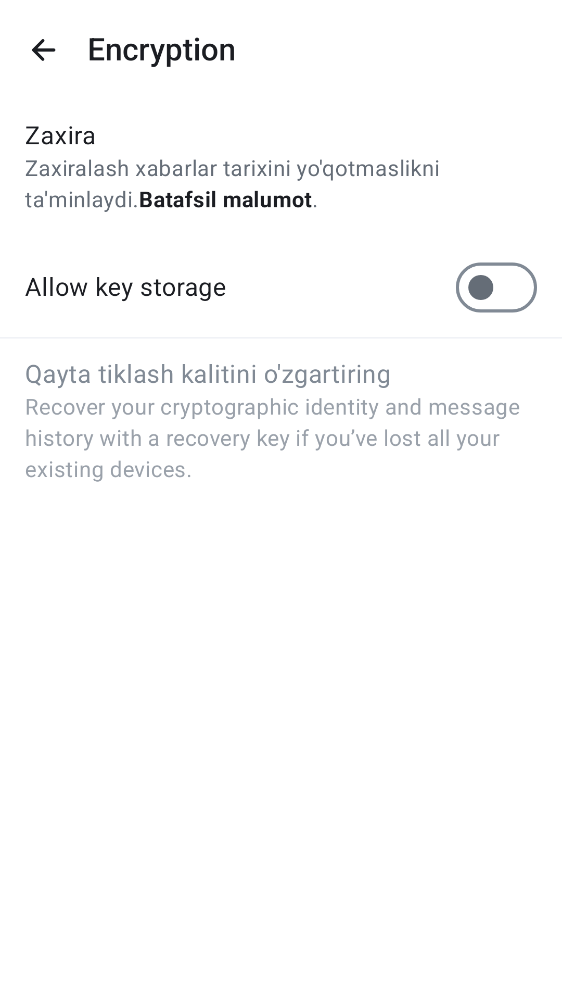 Encryption
Zaxira
Zaxiralash xabarlar tarixini yo'qotmaslikni
ta'minlaydi.Batafsil malumot.
Allow key storage
Qayta tiklash kalitini o'zgartiring
Recover your cryptographic identity and message
history with a recovery key if you’ve lost all your
existing devices.